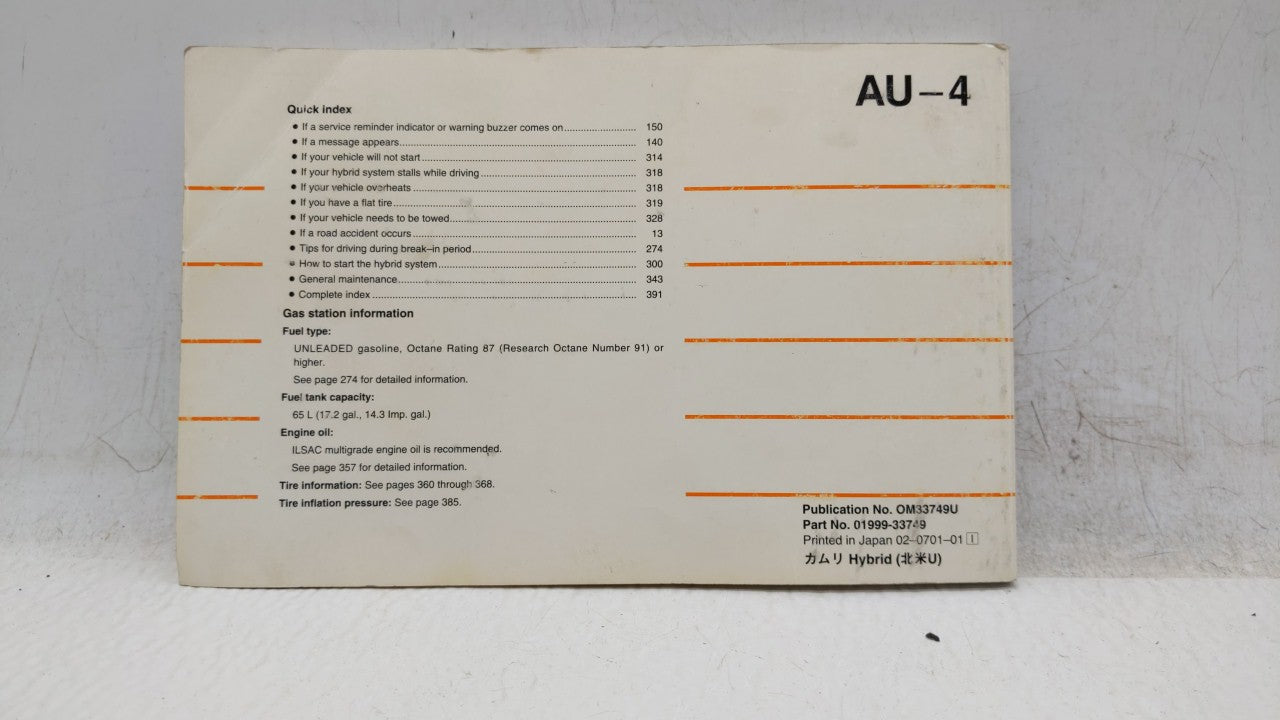 AU–4
Quick index
• If a service reminder indicator or warning buzzer comes on........................ 150
• If a message appears........................ 140
• If your vehicle will not start........................ 314
• If your hybrid system stalls while driving........................ 318
• If your vehicle overheats........................ 318
• If you have a flat tire........................ 319
• If your vehicle needs to be towed........................ 328
• If a road accident occurs........................ 13
• Tips for driving during break–in period........................ 274
• How to start the hybrid system........................ 300
• General maintenance........................ 343
• Complete index........................ 391
Gas station information
Fuel type:
UNLEADED gasoline, Octane Rating 87 (Research Octane Number 91) or
higher.
See page 274 for detailed information.
Fuel tank capacity:
65 L (17.2 gal., 14.3 Imp. gal.)
Engine oil:
ILSAC multigrade engine oil is recommended.
See page 357 for detailed information.
Tire information: See pages 360 through 368.
Tire inflation pressure: See page 385.
Publication No. OM33749U
Part No. 01999-33749
Printed in Japan 02–0701–01 I
カムリ Hybrid (北米U)